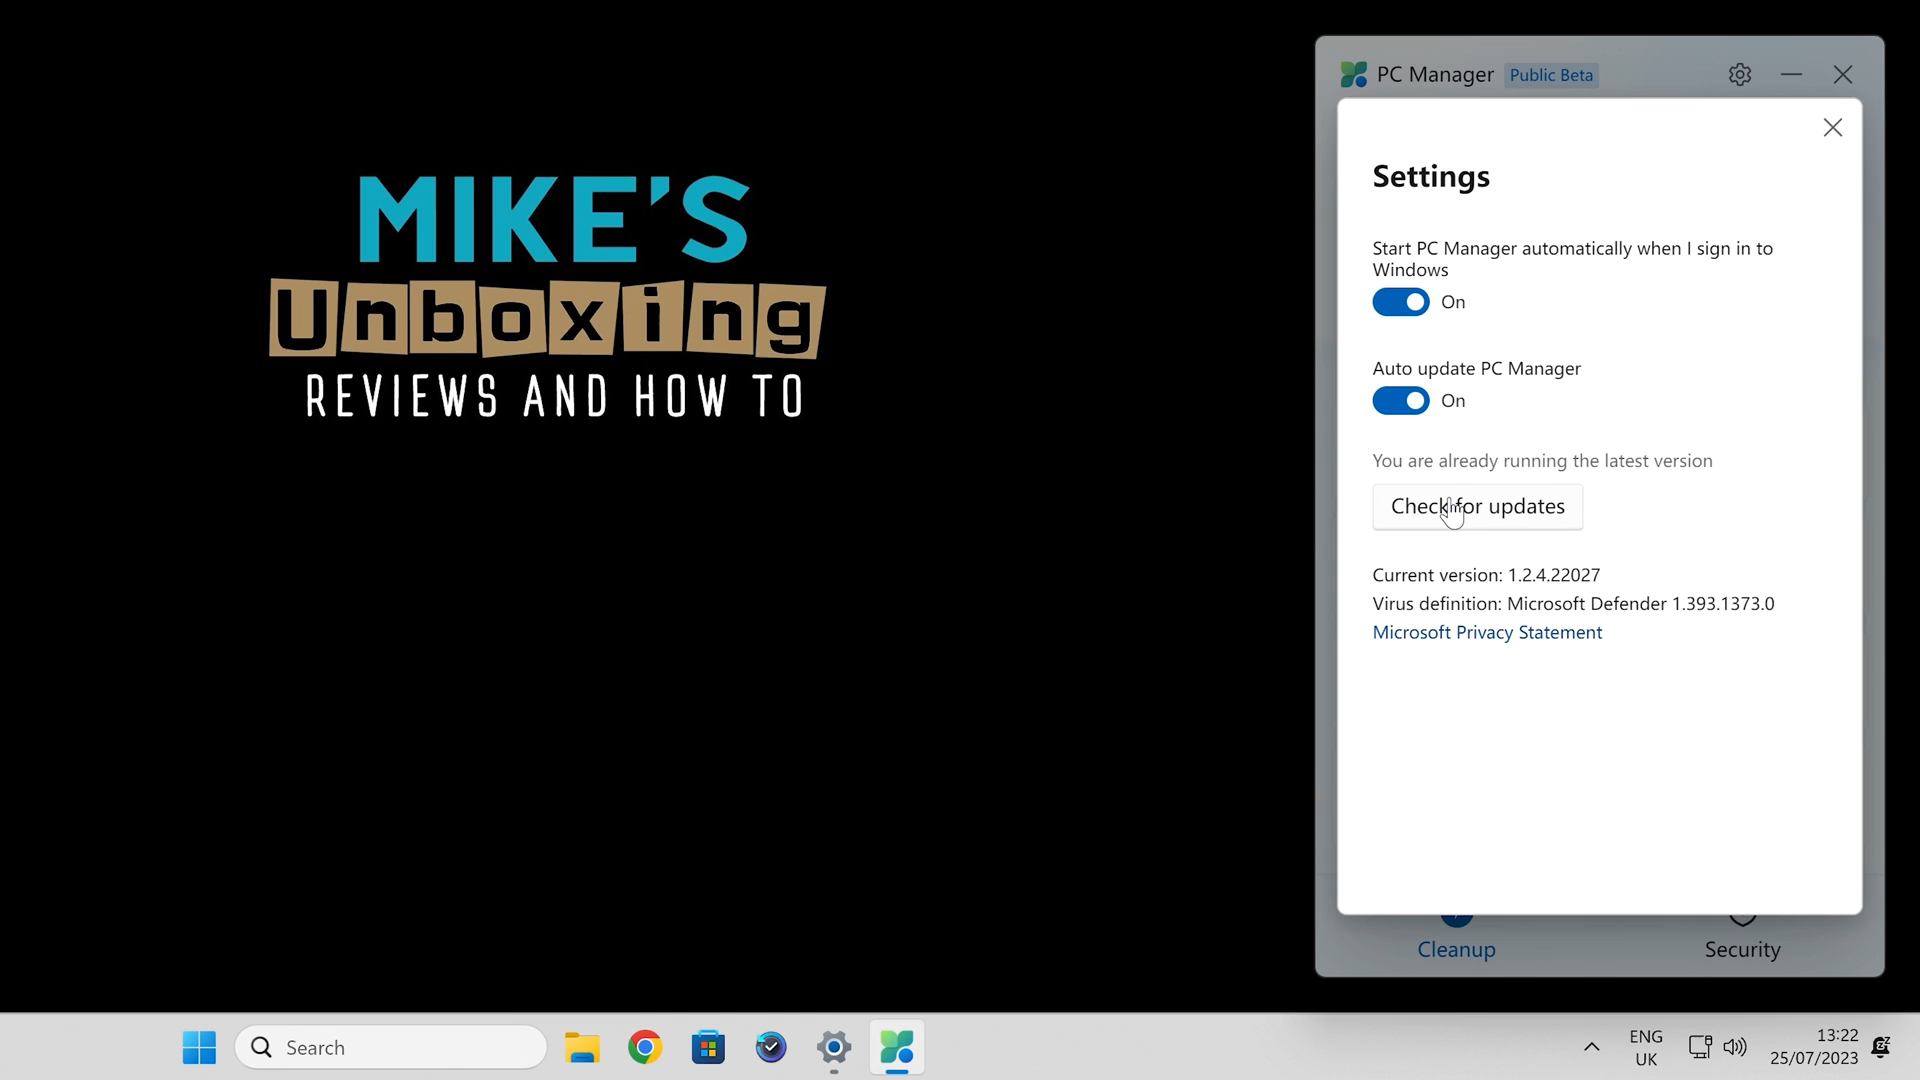 MIKE'S
Unboxing
REVIEWS AND HOW TO
PC Manager Public Beta
Settings
Start PC Manager automatically when I sign in to
Windows
On
Auto update PC Manager
On
You are already running the latest version
Check for updates
Current version: 1.2.4.22027
Virus definition: Microsoft Defender 1.393.1373.0
Microsoft Privacy Statement
Cleanup
Security
Search
ENG
UK
13:22
25/07/2023